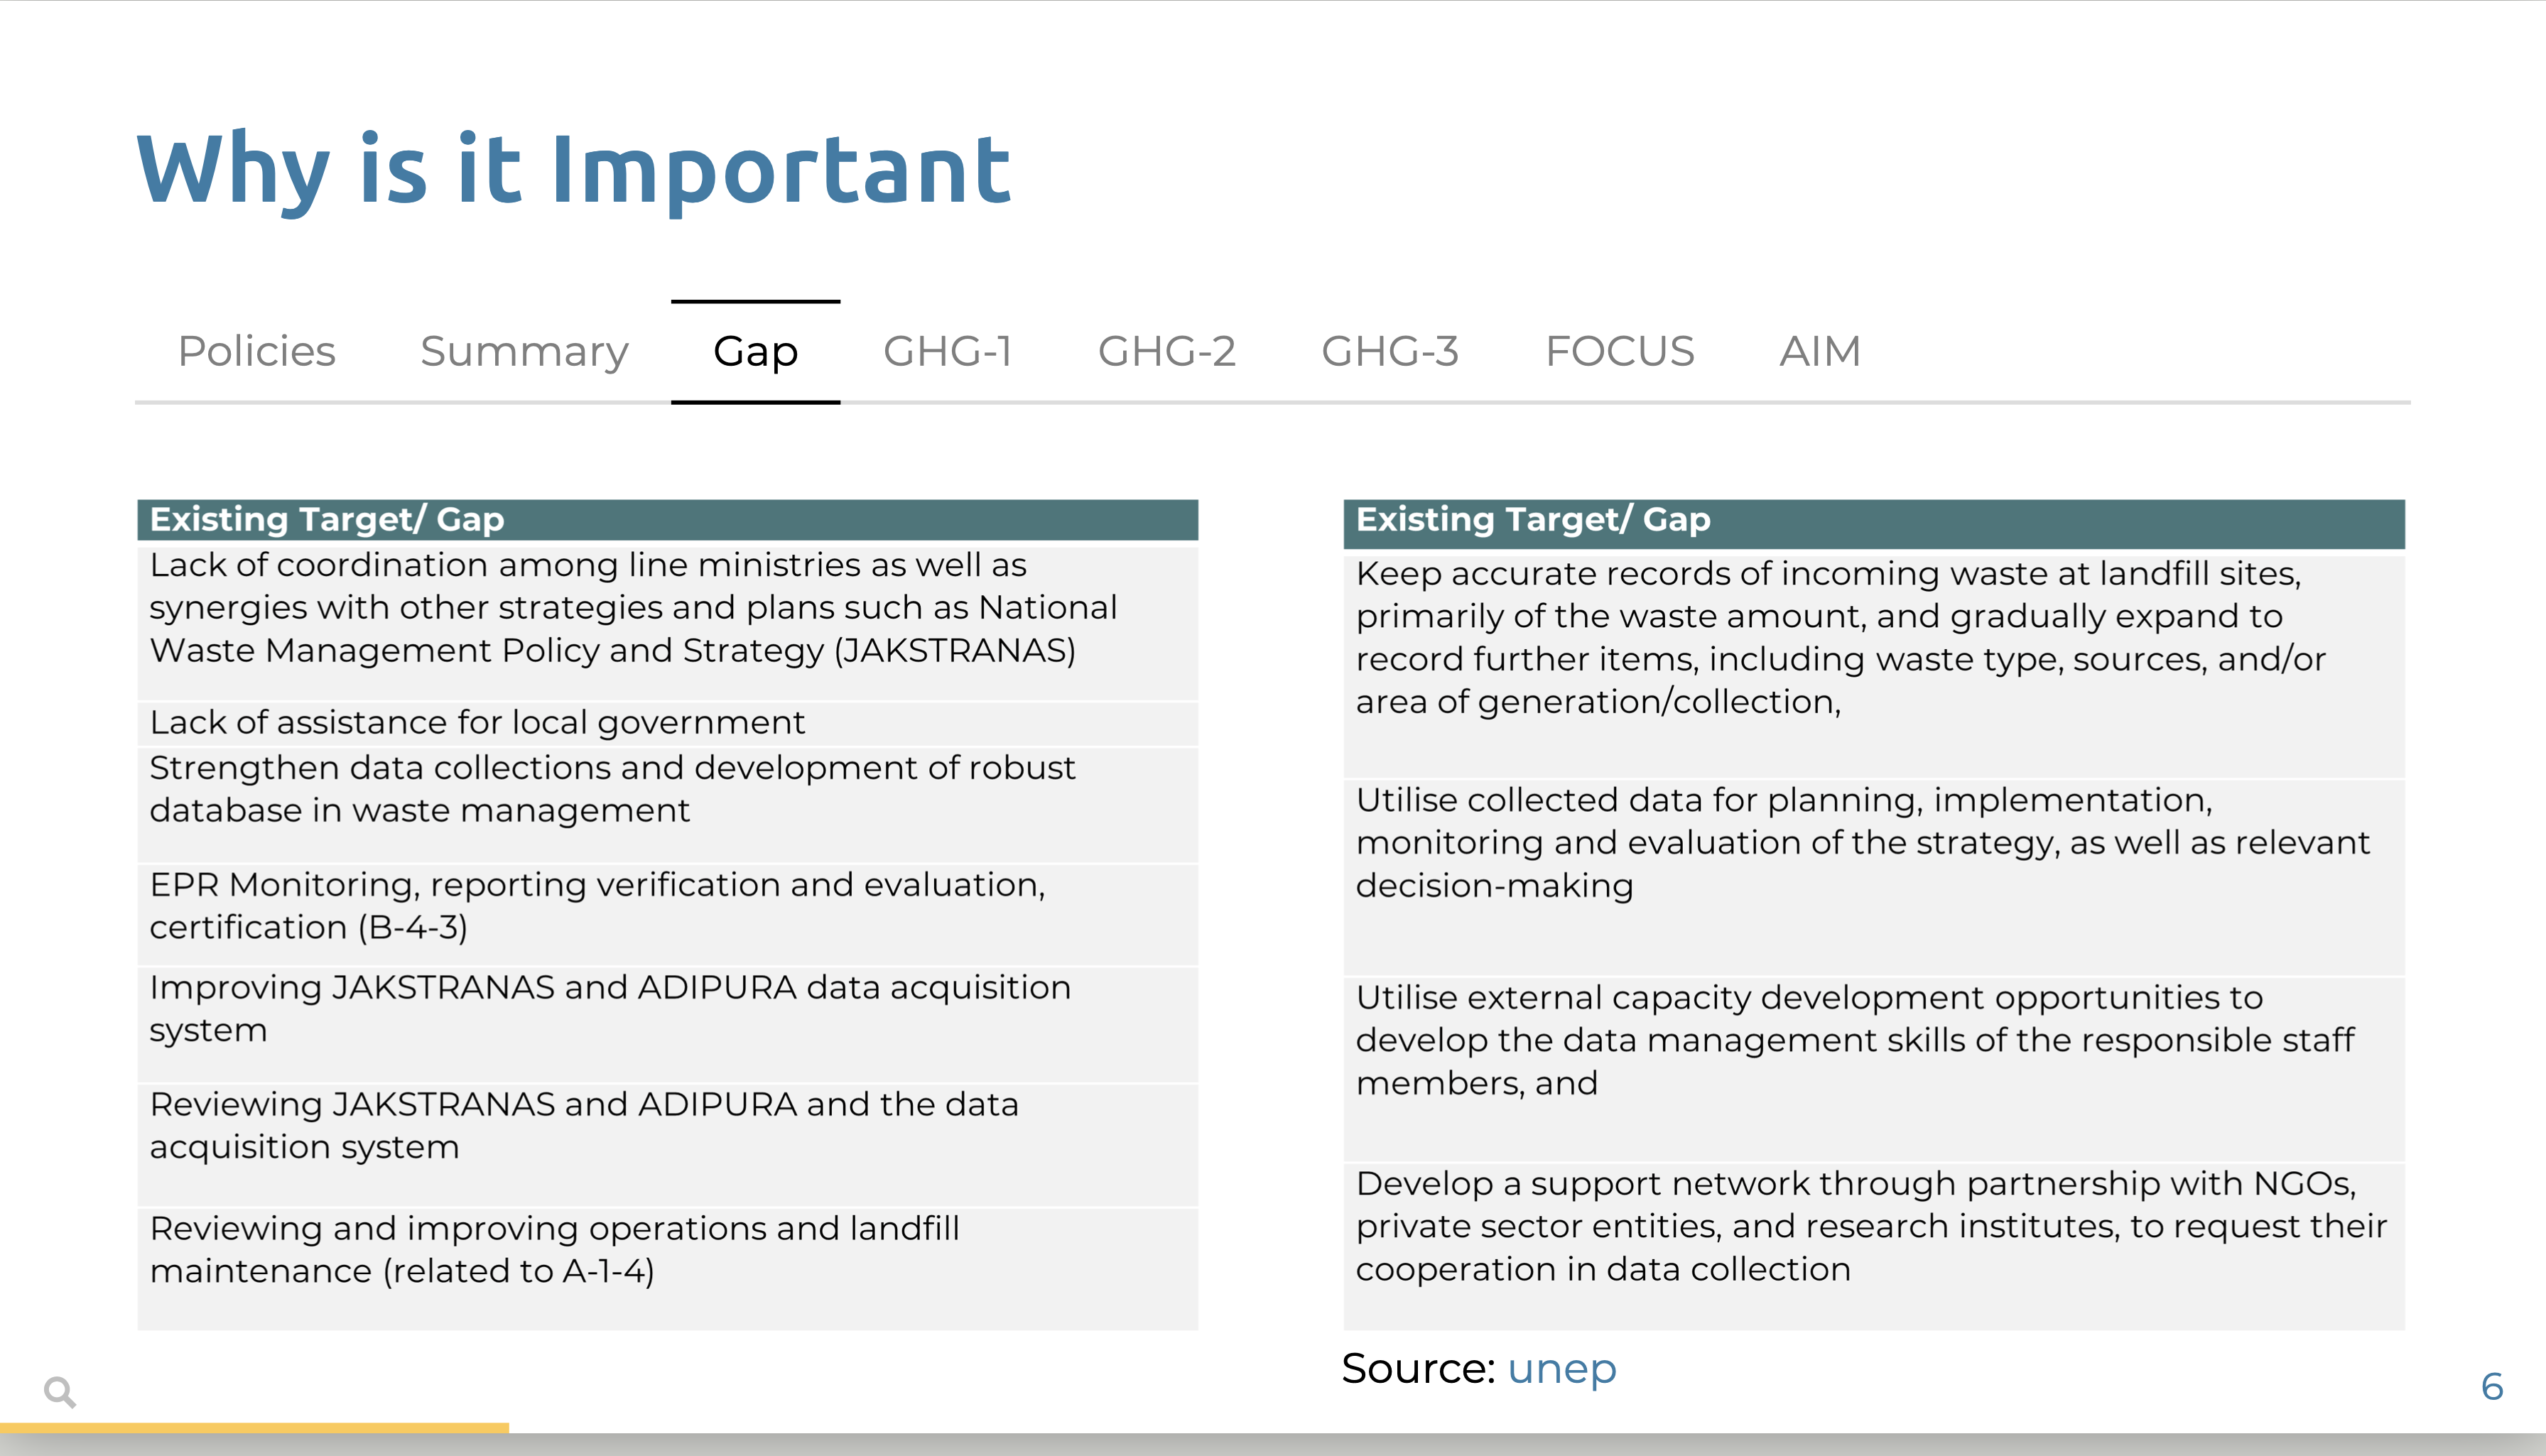 Why is it Important
Policies Summary Gap GHG-1 GHG-2 GHG-3 FOCUS AIM
Existing Target/ Gap
Lack of coordination among line ministries as well as
synergies with other strategies and plans such as National
Waste Management Policy and Strategy (JAKSTRANAS)
Lack of assistance for local government
Strengthen data collections and development of robust
database in waste management
EPR Monitoring, reporting verification and evaluation,
certification (B-4-3)
Improving JAKSTRANAS and ADIPURA data acquisition
system
Reviewing JAKSTRANAS and ADIPURA and the data
acquisition system
Reviewing and improving operations and landfill
maintenance (related to A-1-4)
Existing Target/ Gap
Keep accurate records of incoming waste at landfill sites,
primarily of the waste amount, and gradually expand to
record further items, including waste type, sources, and/or
area of generation/collection,
Utilise collected data for planning, implementation,
monitoring and evaluation of the strategy, as well as relevant
decision-making
Utilise external capacity development opportunities to
develop the data management skills of the responsible staff
members, and
Develop a support network through partnership with NGOs,
private sector entities, and research institutes, to request their
cooperation in data collection
Source: unep
6